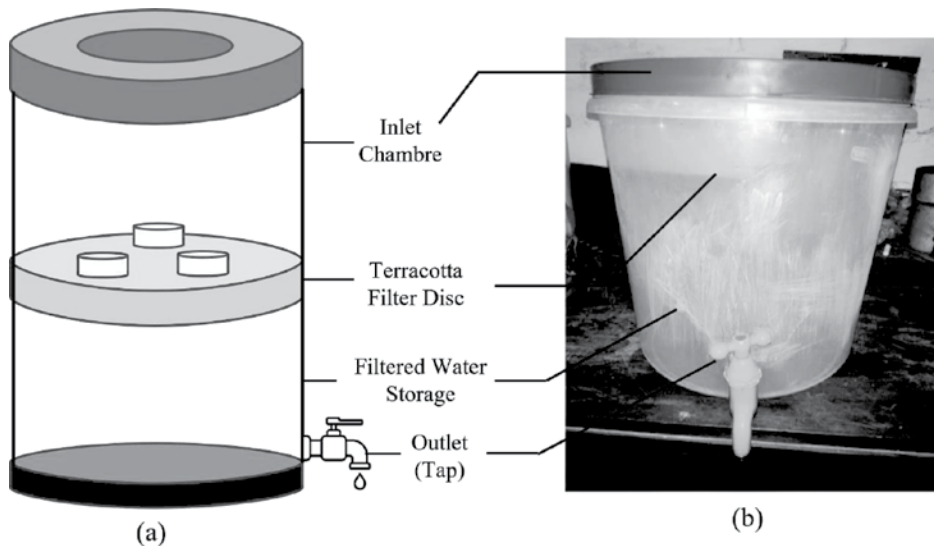 Inlet
Chambre
Terracotta
Filter Disc
Filtered Water
Storage
Outlet
(Tap)
(a)
(b)